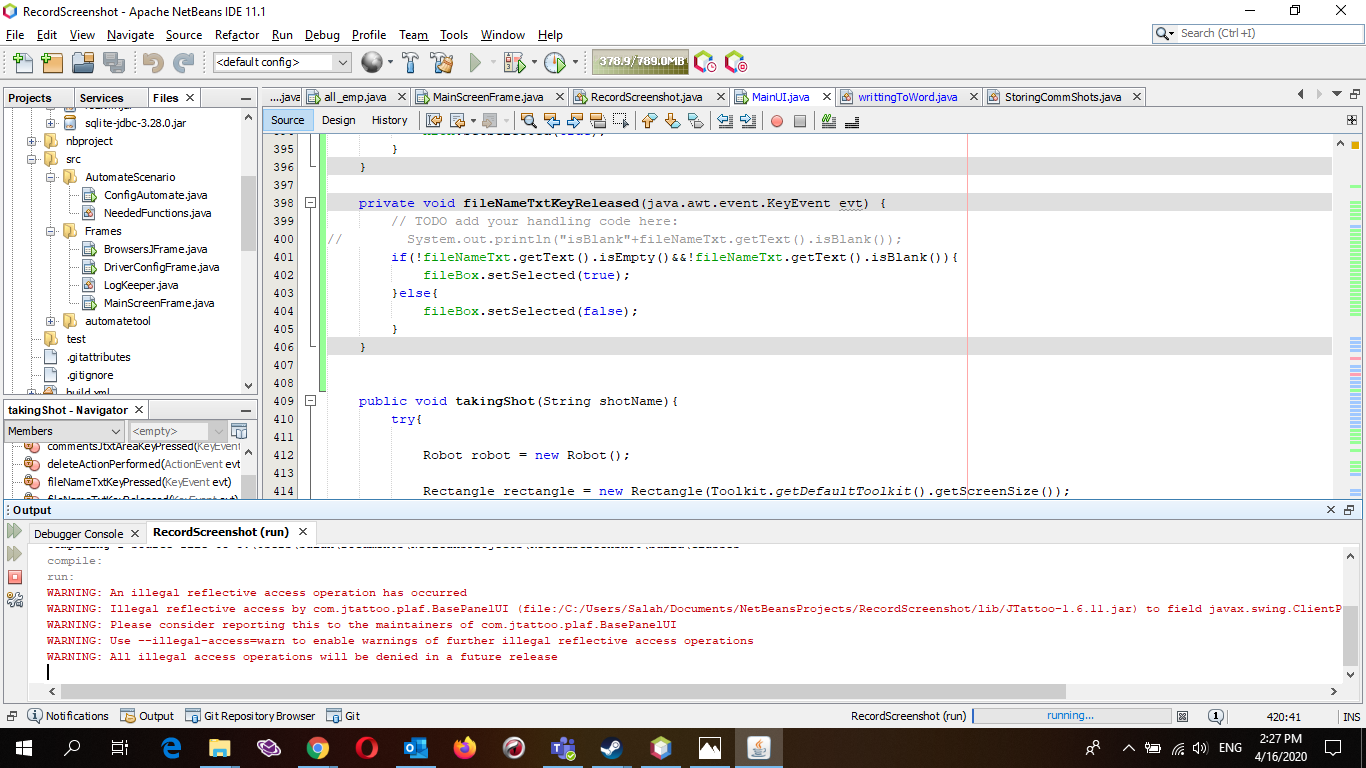 RecordScreenshot - Apache NetBeans IDE 11.1
File Edit View Navigate Source Refactor Run Debug Profile Team Tools Window Help
Search (Ctrl +I)
<default config>
378.9/789.0MB
Projects Services Files
sqlite-jdbc-3.28.0.jar
nbproject
src
AutomateScenario
ConfigAutomate.java
NeededFunctions.java
Frames
BrowsersJFrame.java
DriverConfigFrame.java
LogKeeper.java
MainScreenFrame.java
automatetool
test
.gitattributes
.gitignore
build.xml
takingShot - Navigator
Members <empty>
commentsJtxtAreaKeyPressed(KeyEvent
deleteActionPerformed(ActionEvent evt
fileNameTxtKeyPressed(KeyEvent evt)
fileNameTxtKeyReleased(KeyEvent evt)
....java all_emp.java MainScreenFrame.java RecordScreenshot.java MainUI.java writtingToWord.java StoringCommShots.java
Source Design History
395 }
396 }
397
398 private void fileNameTxtKeyReleased(java.awt.event.KeyEvent evt) {
399 // TODO add your handling code here:
400 // System.out.println("isBlank"+fileNameTxt.getText().isBlank());
401 if(!fileNameTxt.getText().isEmpty()&&!fileNameTxt.getText().isBlank()){
402 fileBox.setSelected(true);
403 }else{
404 fileBox.setSelected(false);
405 }
406 }
407
408
409 public void takingShot(String shotName){
410 try{
411
412 Robot robot = new Robot();
413
414 Rectangle rectangle = new Rectangle(Toolkit.getDefaultToolkit().getScreenSize());
Output
Debugger Console RecordScreenshot (run)
compile:
run:
WARNING: An illegal reflective access operation has occurred
WARNING: Illegal reflective access by com.jtattoo.plaf.BasePanelUI (file:/C:/Users/Salah/Documents/NetBeansProjects/RecordScreenshot/lib/JTattoo-1.6.11.jar) to field javax.swing.ClientP
WARNING: Please consider reporting this to the maintainers of com.jtattoo.plaf.BasePanelUI
WARNING: Use --illegal-access=warn to enable warnings of further illegal reflective access operations
WARNING: All illegal access operations will be denied in a future release
Notifications Output Git Repository Browser Git
RecordScreenshot (run) running... 420:41 INS
ENG
2:27 PM
4/16/2020